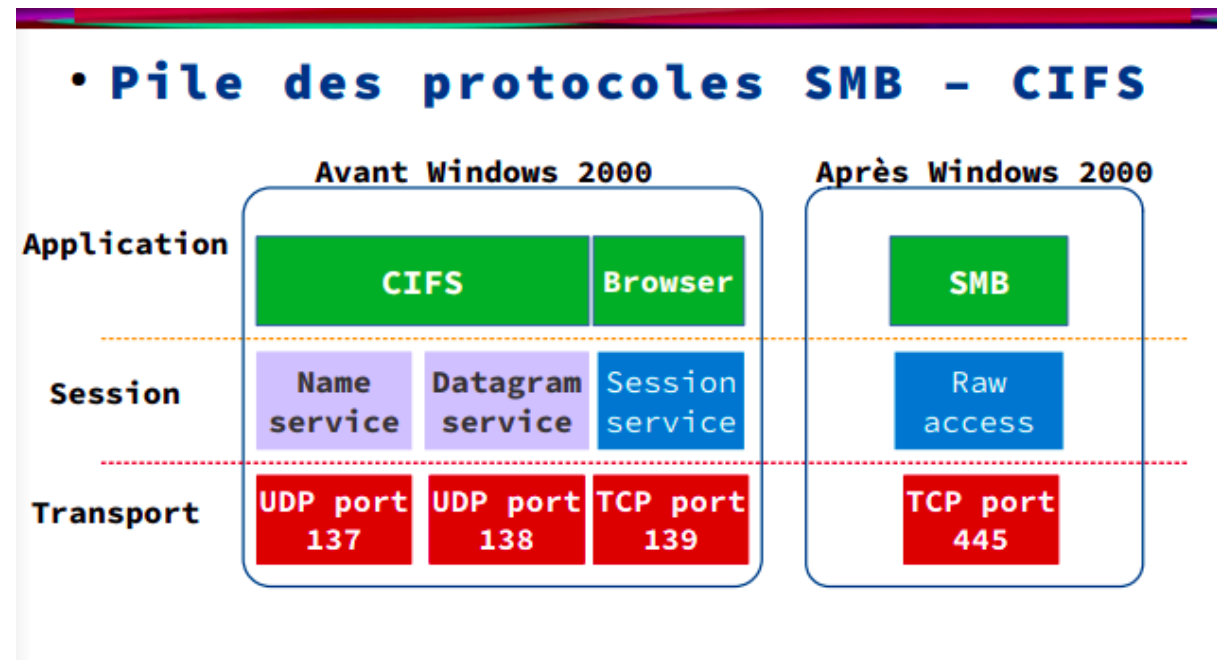 • Pile des protocoles SMB – CIFS
Avant Windows 2000
Après Windows 2000
Application
CIFS
Browser
SMB
Session
Name
service
Datagram
service
Session
service
Raw
access
Transport
UDP port
137
UDP port
138
TCP port
139
TCP port
445